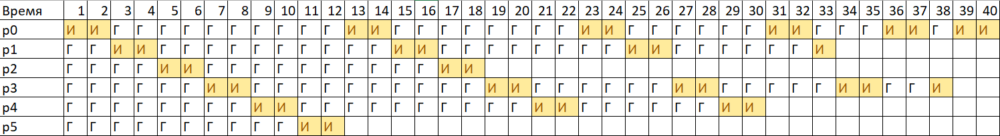 Время 1 2 3 4 5 6 7 8 9 10 11 12 13 14 15 16 17 18 19 20 21 22 23 24 25 26 27 28 29 30 31 32 33 34 35 36 37 38 39 40
p0 И И Г Г Г Г Г Г Г Г Г Г И И Г Г Г Г Г Г Г Г И И Г Г Г Г Г Г И И Г Г Г И И Г И И
p1 Г Г И И Г Г Г Г Г Г Г Г Г Г И И Г Г Г Г Г Г Г Г И И Г Г Г Г Г Г И
p2 Г Г Г Г И И Г Г Г Г Г Г Г Г Г Г И И
p3 Г Г Г Г Г Г И И Г Г Г Г Г Г Г Г Г Г И И Г Г Г Г Г Г И И Г Г Г Г Г И И Г Г И
p4 Г Г Г Г Г Г Г Г И И Г Г Г Г Г Г Г Г Г Г И И Г Г Г Г Г Г И И
p5 Г Г Г Г Г Г Г Г Г Г И И